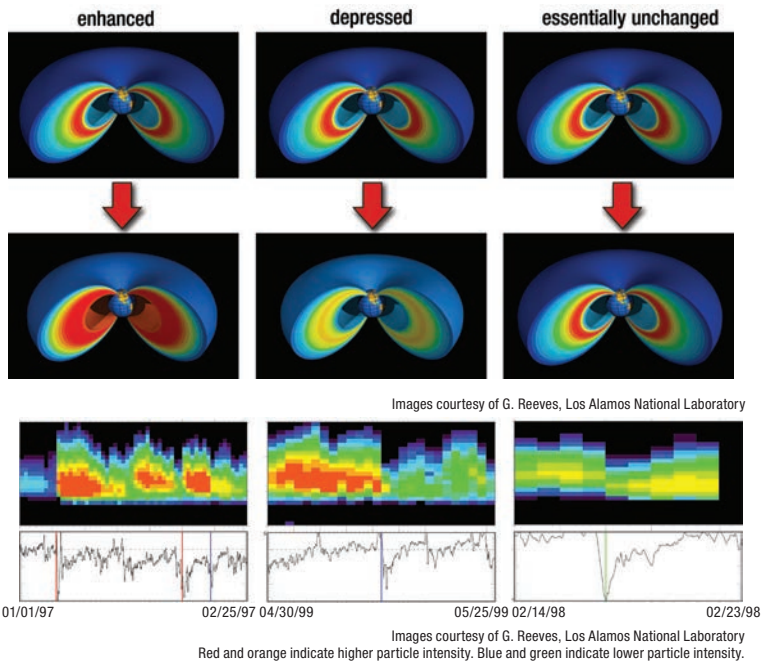 enhanced
depressed
essentially unchanged
Images courtesy of G. Reeves, Los Alamos National Laboratory
01/01/97
02/25/97
04/30/99
05/25/99
02/14/98
02/23/98
Images courtesy of G. Reeves, Los Alamos National Laboratory
Red and orange indicate higher particle intensity. Blue and green indicate lower particle intensity.